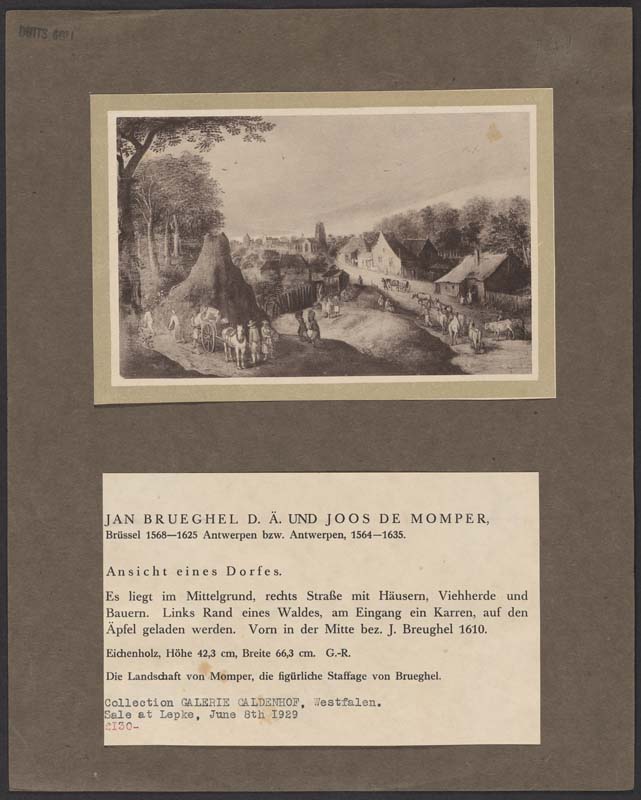 JAN BRUEGHEL D. Ä. UND JOOS DE MOMPER,
Brüssel 1568—1625 Antwerpen bzw. Antwerpen, 1564—1635.
Ansicht eines Dorfes.
Es liegt im Mittelgrund, rechts Straße mit Häusern, Viehherde und
Bauern. Links Rand eines Waldes, am Eingang ein Karren, auf den
Äpfel geladen werden. Vorn in der Mitte bez. J. Breughel 1610.
Eichenholz, Höhe 42,3 cm, Breite 66,3 cm. G.-R.
Die Landschaft von Momper, die figürliche Staffage von Brueghel.
Collection GALERIE CALDENHOF, Westfalen.
Sale at Lepke, June 8th 1929
£130-